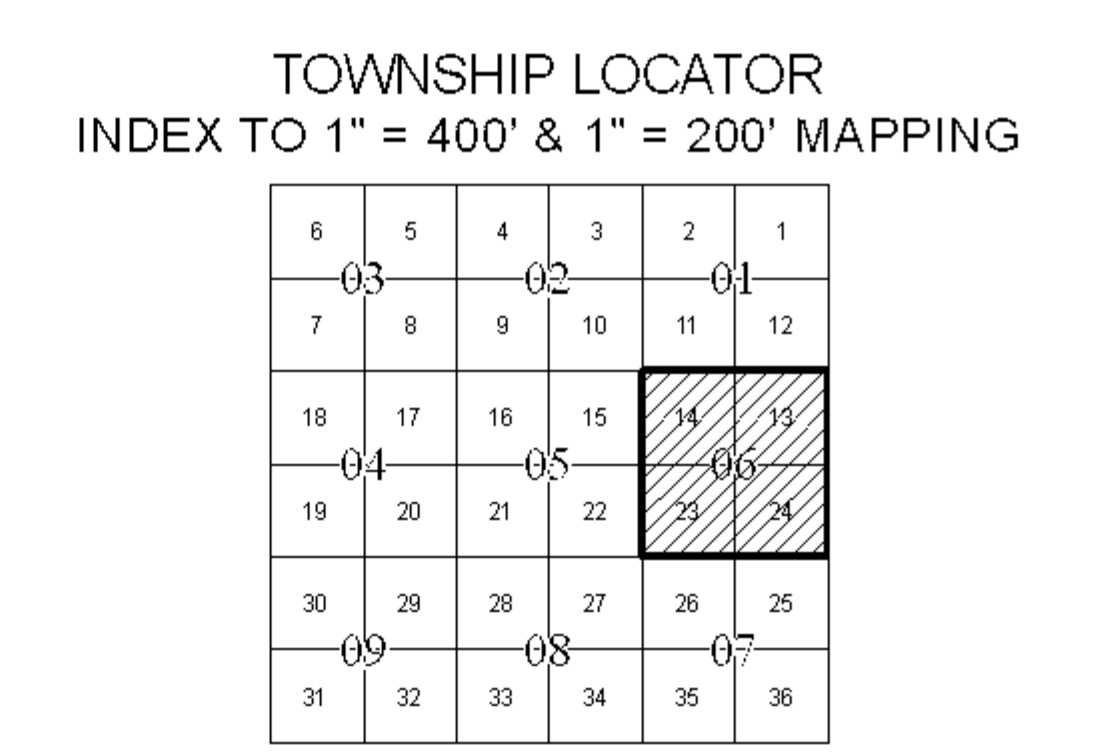 TOWNSHIP LOCATOR
INDEX TO 1" = 400' & 1" = 200' MAPPING
6 5 4 3 2 1
03 02 01
7 8 9 10 11 12
18 17 16 15 14 13
04 05 06
19 20 21 22 23 24
30 29 28 27 26 25
09 08 07
31 32 33 34 35 36